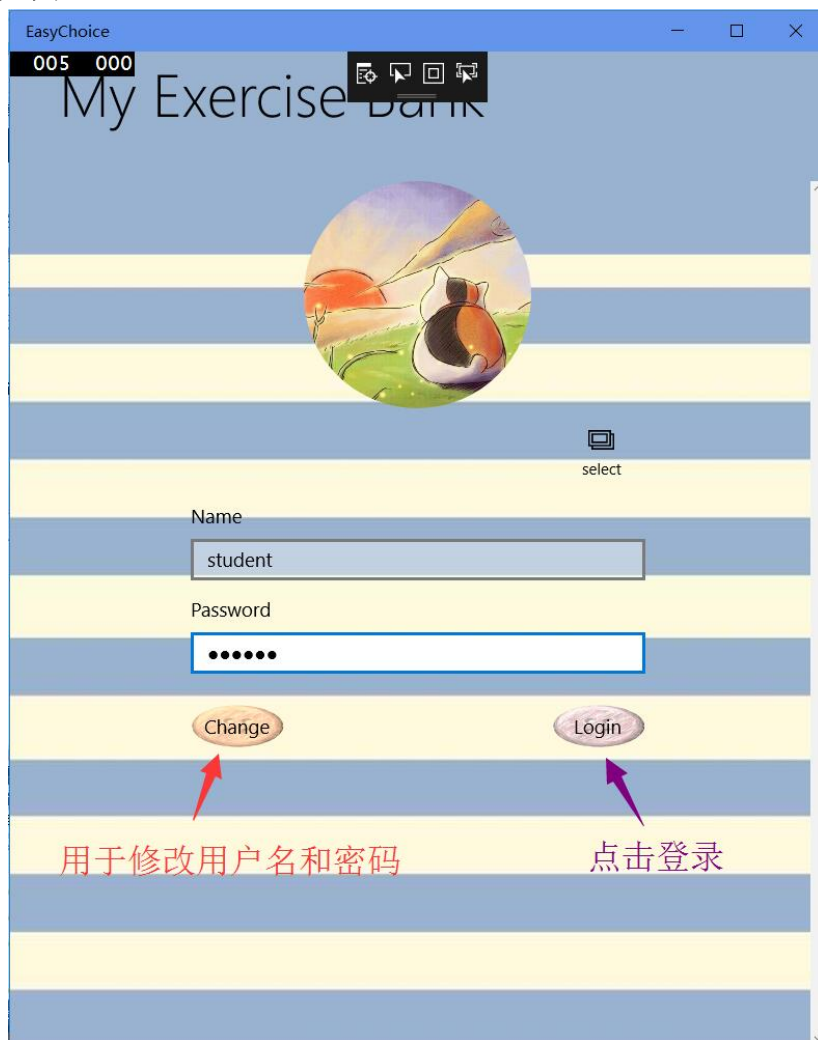 EasyChoice
005 000
My Exercise Bank
select
Name
student
Password
Change
Login
用于修改用户名和密码
点击登录